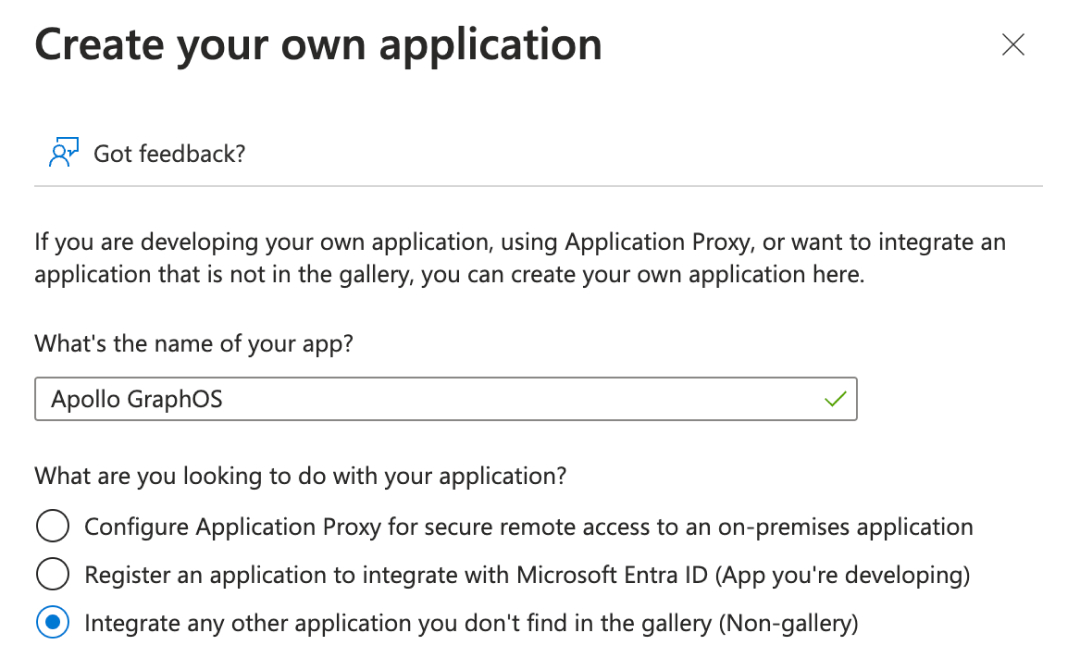 Create your own application
Got feedback?
If you are developing your own application, using Application Proxy, or want to integrate an
application that is not in the gallery, you can create your own application here.
What's the name of your app?
Apollo GraphOS
What are you looking to do with your application?
Configure Application Proxy for secure remote access to an on-premises application
Register an application to integrate with Microsoft Entra ID (App you're developing)
Integrate any other application you don't find in the gallery (Non-gallery)